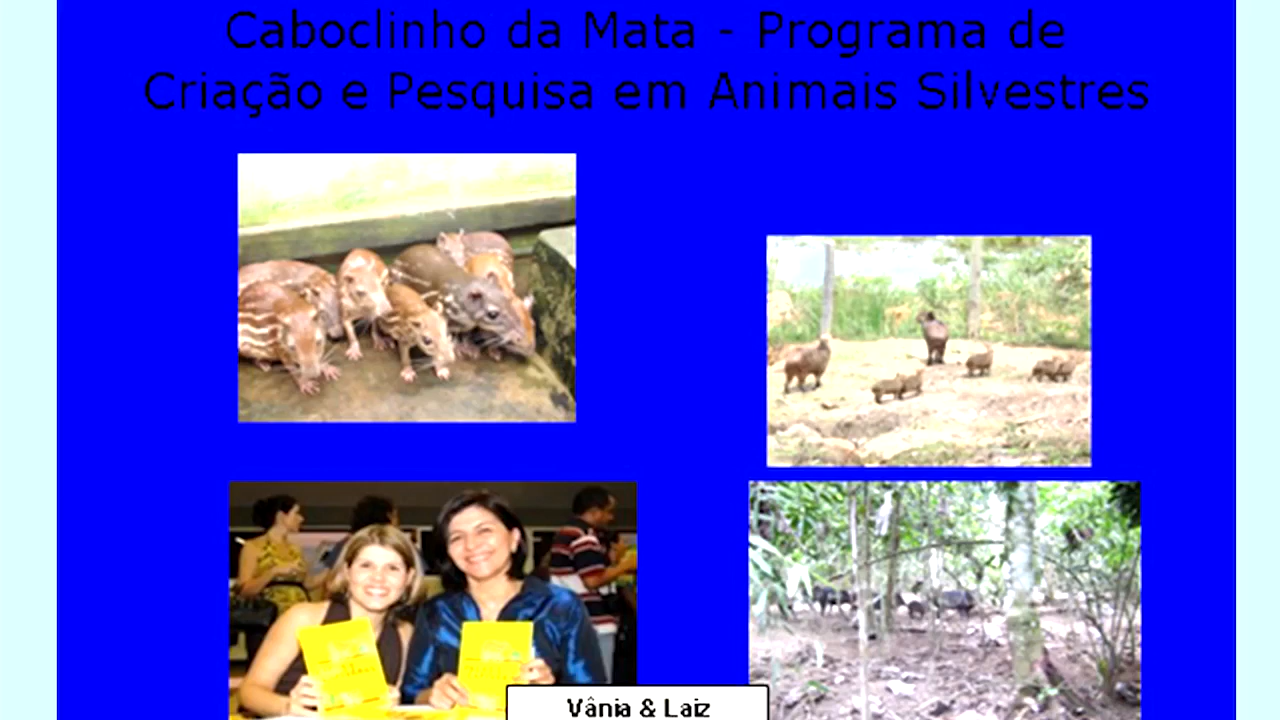 Caboclinho da Mata - Programa de
Criação e Pesquisa em Animais Silvestres
Vânia & Laiz